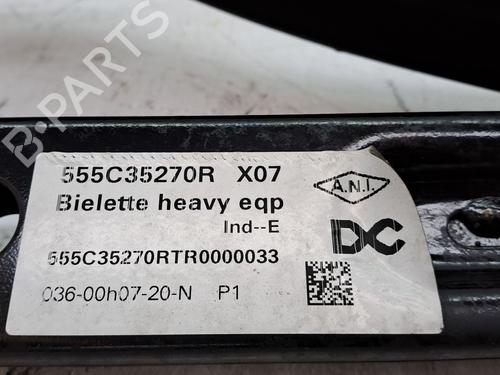 555C35270R X07
A.N.I.
Bielette heavy eqp
Ind--E
DC
555C35270RTR0000033
036-00h07-20-N P1
B-PARTS